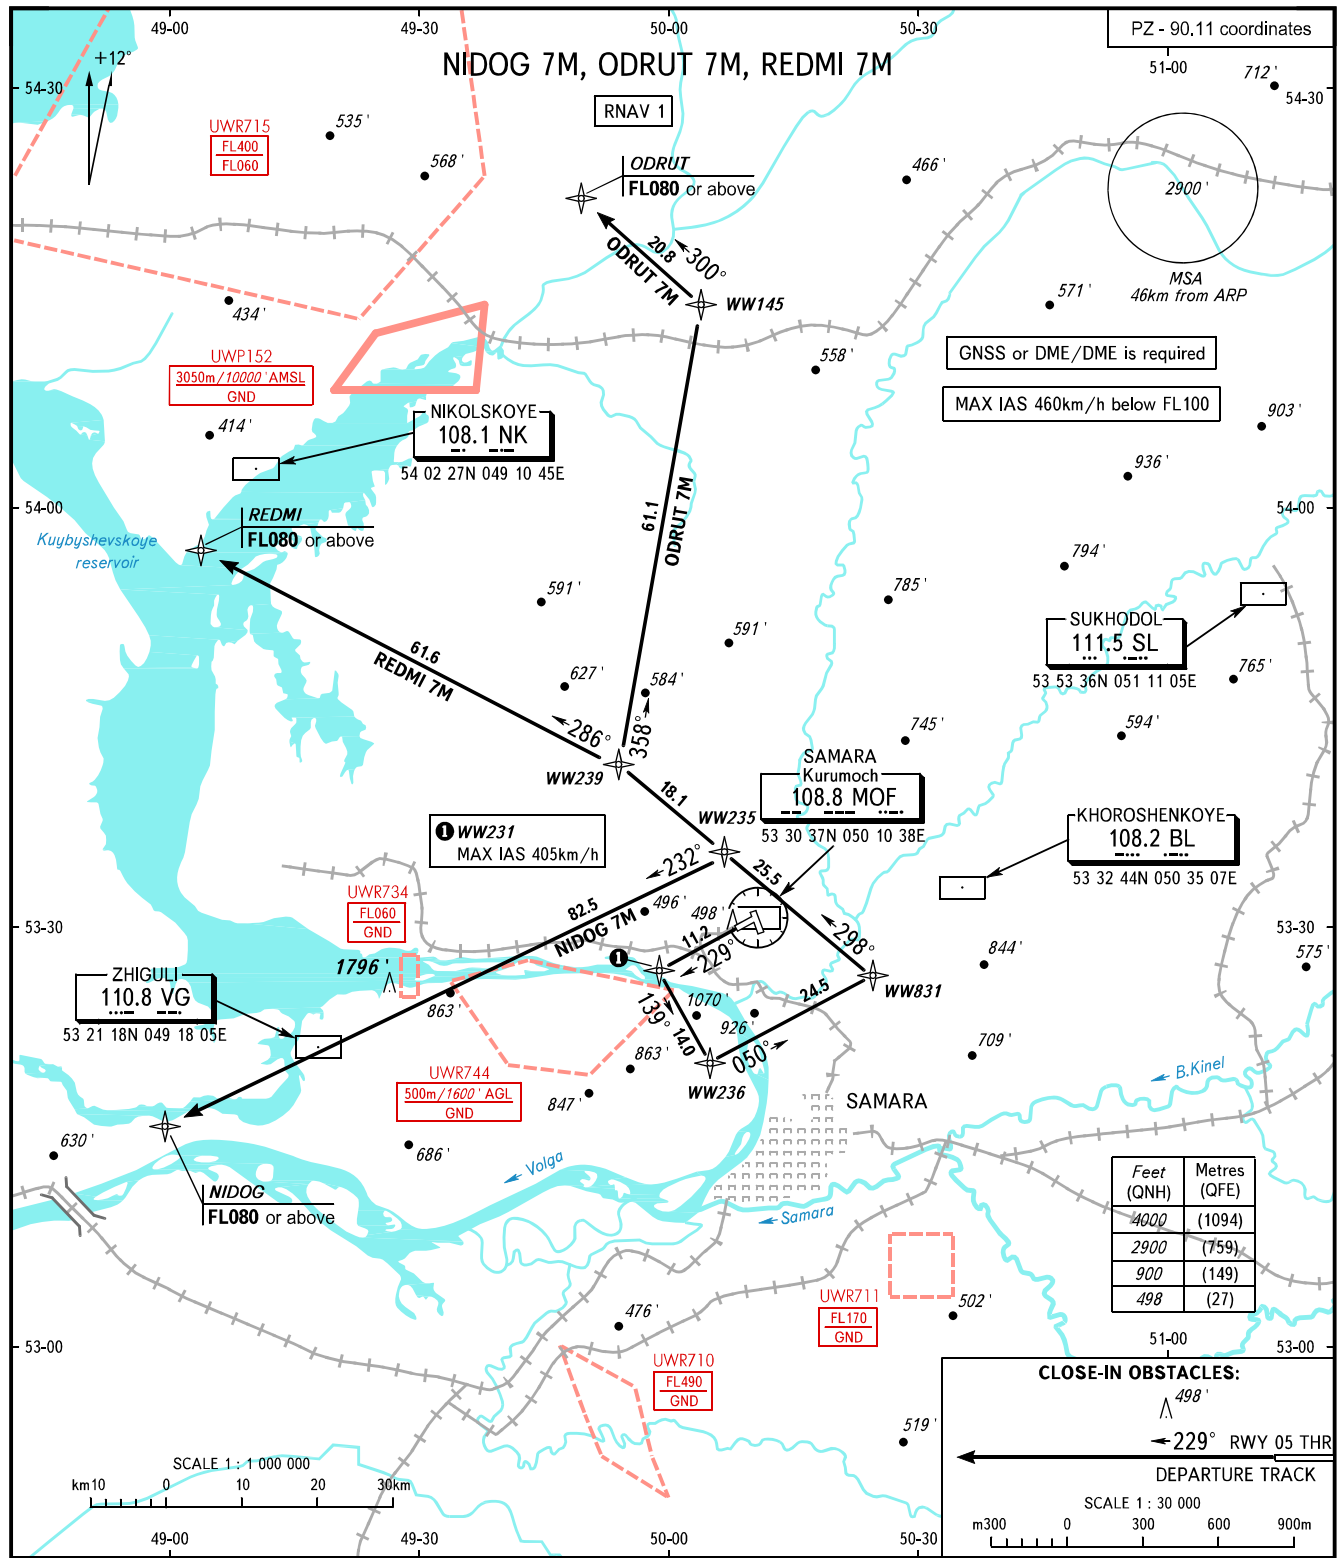 49-00
49-30
50-00
50-30
PZ - 90.11 coordinates
+12°
NIDOG 7M, ODRUT 7M, REDMI 7M
51-00
712'
54-30
54-30
RNAV 1
UWR715
FL400
FL060
535'
568'
ODRUT
FL080 or above
466'
2900'
20.8
300°
ODRUT 7M
MSA
46km from ARP
434'
WW145
571'
UWP152
3050m/10000'AMSL
GND
558'
GNSS or DME/DME is required
MAX IAS 460km/h below FL100
414'
NIKOLSKOYE
108.1 NK
54 02 27N 049 10 45E
903'
936'
54-00
54-00
REDMI
FL080 or above
61.1
ODRUT 7M
Kuybyshevskoye
reservoir
794'
591'
785'
591'
SUKHODOL
111.5 SL
53 53 36N 051 11 05E
61.6
REDMI 7M
627'
584'
765'
286°
358°
745'
594'
WW239
18.1
SAMARA
Kurumoch
108.8 MOF
53 30 37N 050 10 38E
WW235
1 WW231
MAX IAS 405km/h
KHOROSHENKOYE
108.2 BL
53 32 44N 050 35 07E
232°
25.5
UWR734
FL060
GND
82.5
NIDOG 7M
496'
498'
11.2
229°
298°
53-30
53-30
844'
575'
1
1796'
ZHIGULI
110.8 VG
53 21 18N 049 18 05E
863'
139°
1070'
24.5
WW831
926'
14.0
050°
709'
863'
UWR744
500m/1600'AGL
GND
847'
WW236
B.Kinel
SAMARA
630'
686'
Volga
NIDOG
FL080 or above
Samara
Feet
(QNH)
Metres
(QFE)
4000 (1094)
2900 (759)
900 (149)
498 (27)
UWR711
FL170
GND
502'
476'
53-00
51-00
53-00
UWR710
FL490
GND
CLOSE-IN OBSTACLES:
498'
519'
229° RWY 05 THR
DEPARTURE TRACK
SCALE 1 : 1 000 000
km10 0 10 20 30km
SCALE 1 : 30 000
m300 0 300 600 900m
49-00
49-30
50-00
50-30